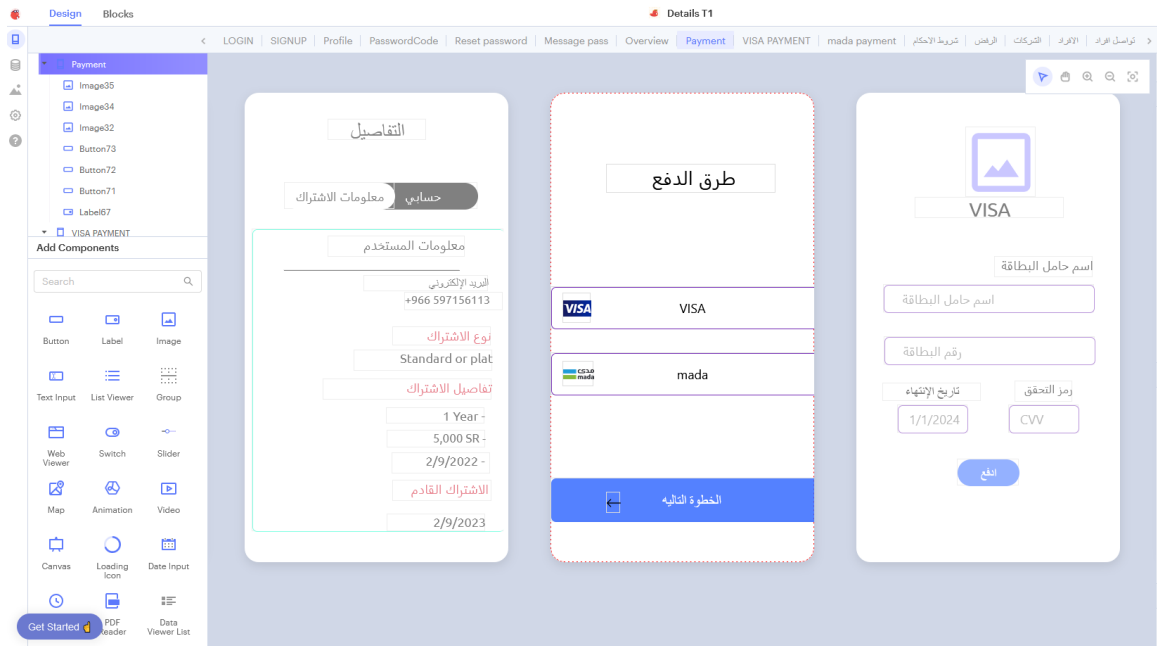 Design
Blocks
Details T1
LOGIN
SIGNUP
Profile
PasswordCode
Reset password
Message pass
Overview
Payment
VISA PAYMENT
mada payment
شروط الاحكام
الرفض
الشركات
الافراد
تواصل افراد
Payment
Image35
Image34
Image32
Button73
Button72
Button71
Label67
VISA PAYMENT
Add Components
Search
Button
Label
Image
Text Input
List Viewer
Group
Web Viewer
Switch
Slider
Map
Animation
Video
Canvas
Loading Icon
Date Input
Get Started
PDF
Reader
Data Viewer List
التفاصيل
حسابي
معلومات الاشتراك
معلومات المستخدم
البريد الإلكتروني
+966 597156113
نوع الاشتراك
Standard or plat
تفاصيل الاشتراك
1 Year -
5,000 SR -
2/9/2022 -
الاشتراك القادم
2/9/2023
طرق الدفع
VISA
VISA
مدى
mada
mada
الخطوة التاليه
VISA
اسم حامل البطاقة
اسم حامل البطاقة
رقم البطاقة
رمز التحقق
تاريخ الإنتهاء
CVV
1/1/2024
ادفع